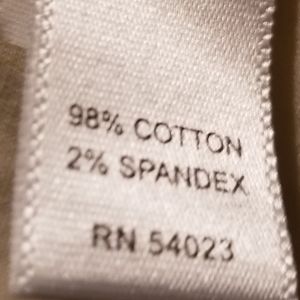 98% COTTON
2% SPANDEX
RN 54023